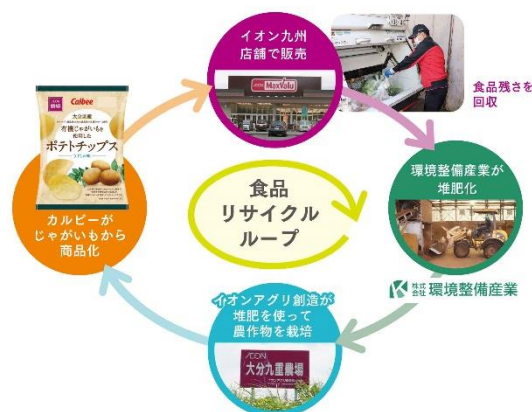 イオン九州
店舗で販売
MaxValu
食品残さを
回収
環境整備産業が
堆肥化
株式
会社
環境整備産業
イオンアグリ創造が
堆肥を使って
農作物を栽培
AEON
大分九重農場
カルビーが
じゃがいもから
商品化
Calbee
大分県産
有機じゃがいもを
使用した
ポテトチップス
うすしお味
食品
リサイクル
ループ